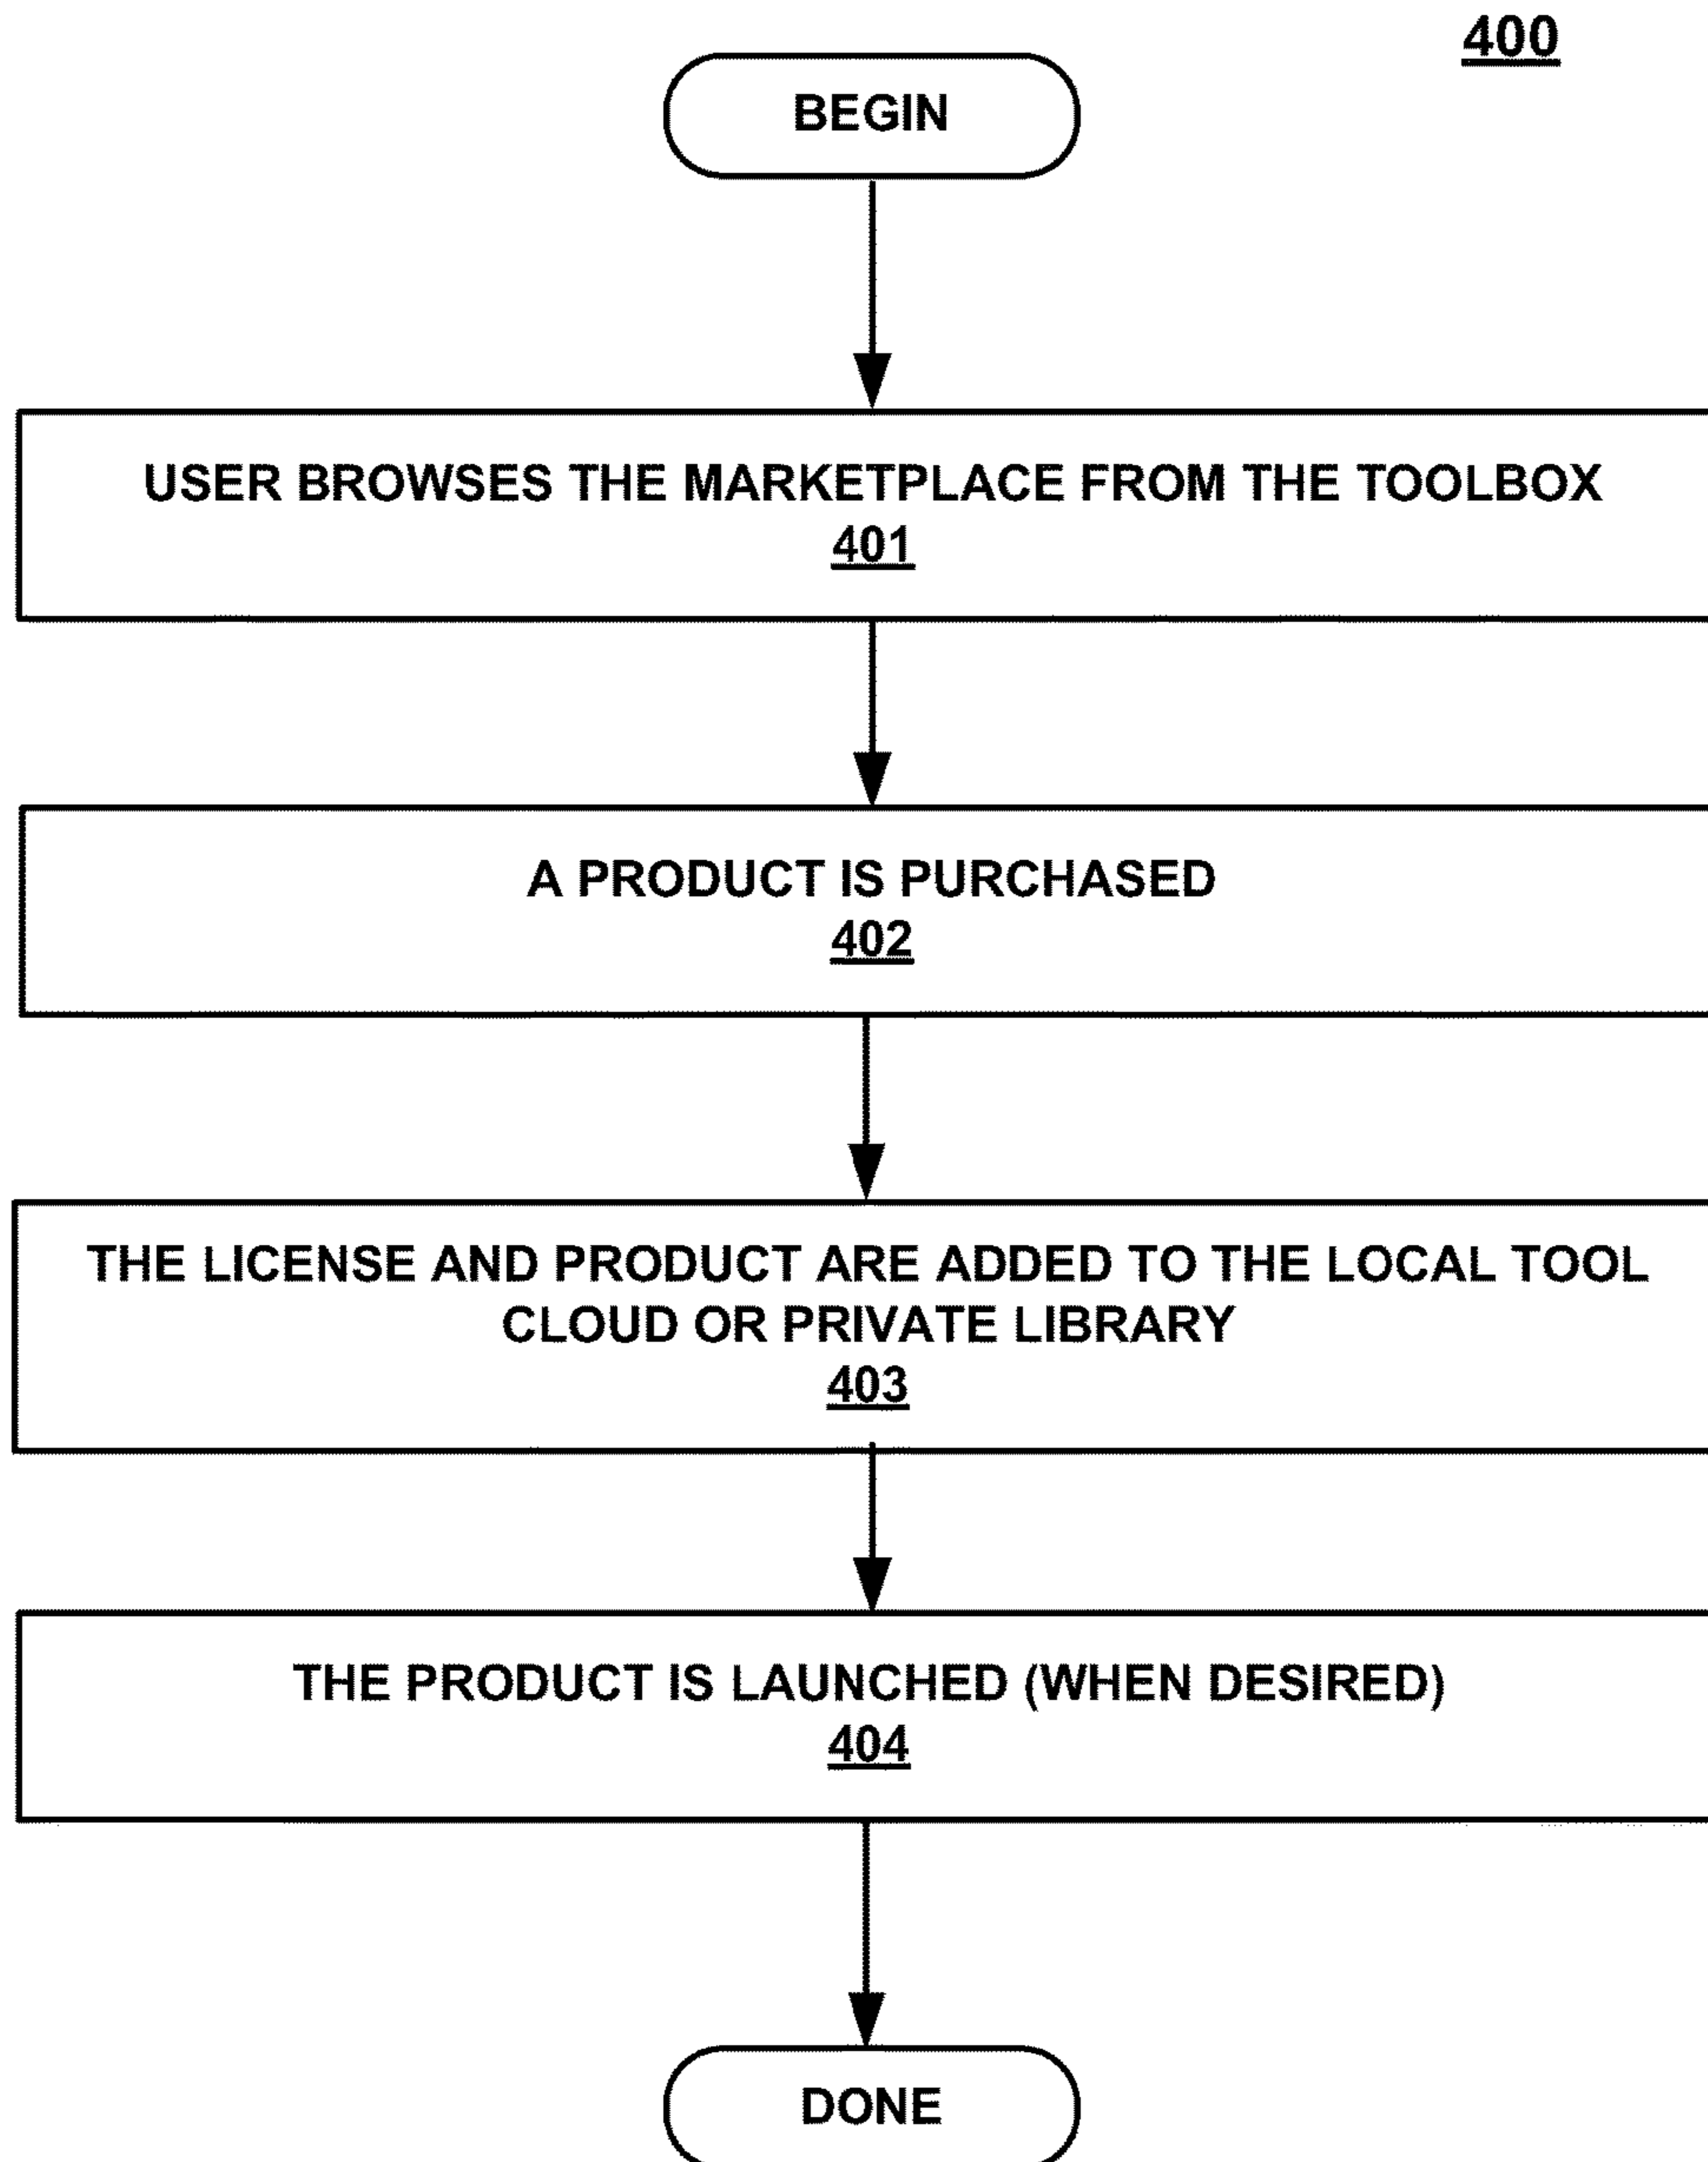 400
BEGIN
USER BROWSES THE MARKETPLACE FROM THE TOOLBOX
401
A PRODUCT IS PURCHASED
402
THE LICENSE AND PRODUCT ARE ADDED TO THE LOCAL TOOL
CLOUD OR PRIVATE LIBRARY
403
THE PRODUCT IS LAUNCHED (WHEN DESIRED)
404
DONE